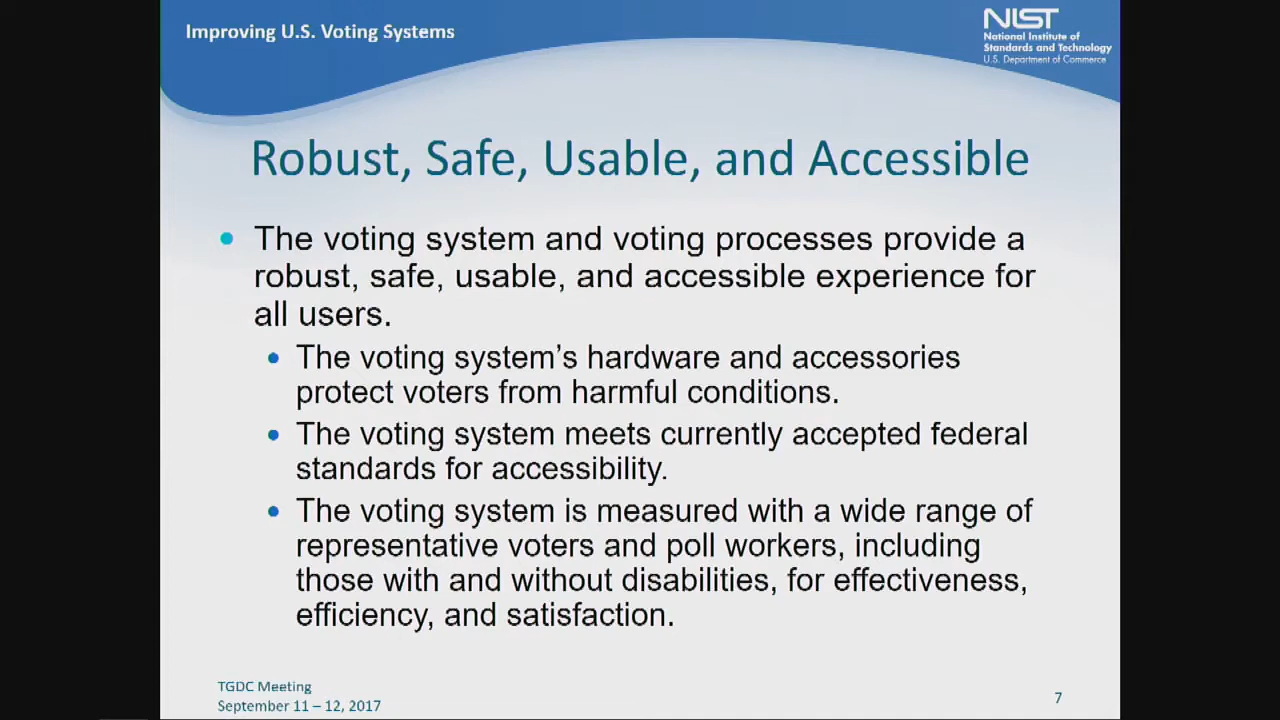 Improving U.S. Voting Systems
NIST
National Institute of
Standards and Technology
U.S. Department of Commerce
Robust, Safe, Usable, and Accessible
• The voting system and voting processes provide a
robust, safe, usable, and accessible experience for
all users.
• The voting system’s hardware and accessories
protect voters from harmful conditions.
• The voting system meets currently accepted federal
standards for accessibility.
• The voting system is measured with a wide range of
representative voters and poll workers, including
those with and without disabilities, for effectiveness,
efficiency, and satisfaction.
TGDC Meeting
September 11 – 12, 2017
7